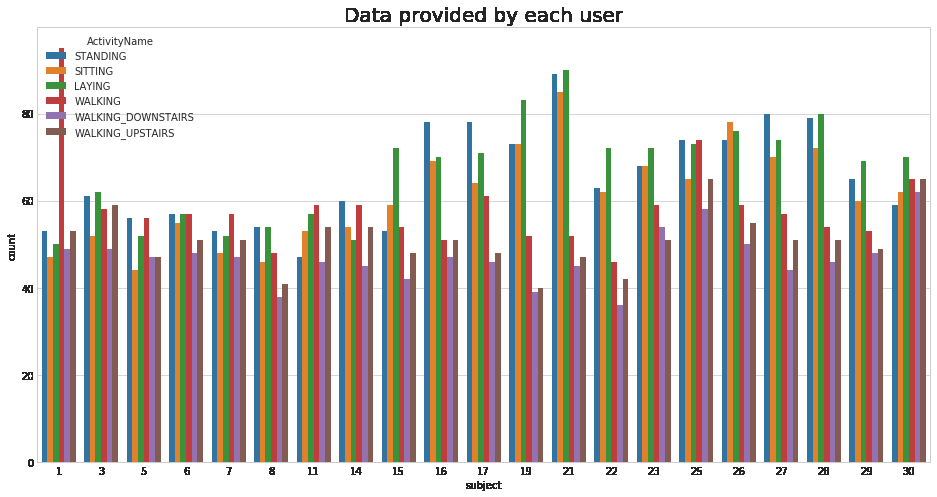 Data provided by each user
ActivityName
STANDING
SITTING
LAYING
WALKING
WALKING_DOWNSTAIRS
WALKING_UPSTAIRS
80
60
40
20
0
count
1 3 5 6 7 8 11 14 15 16 17 19 21 22 23 25 26 27 28 29 30
subject